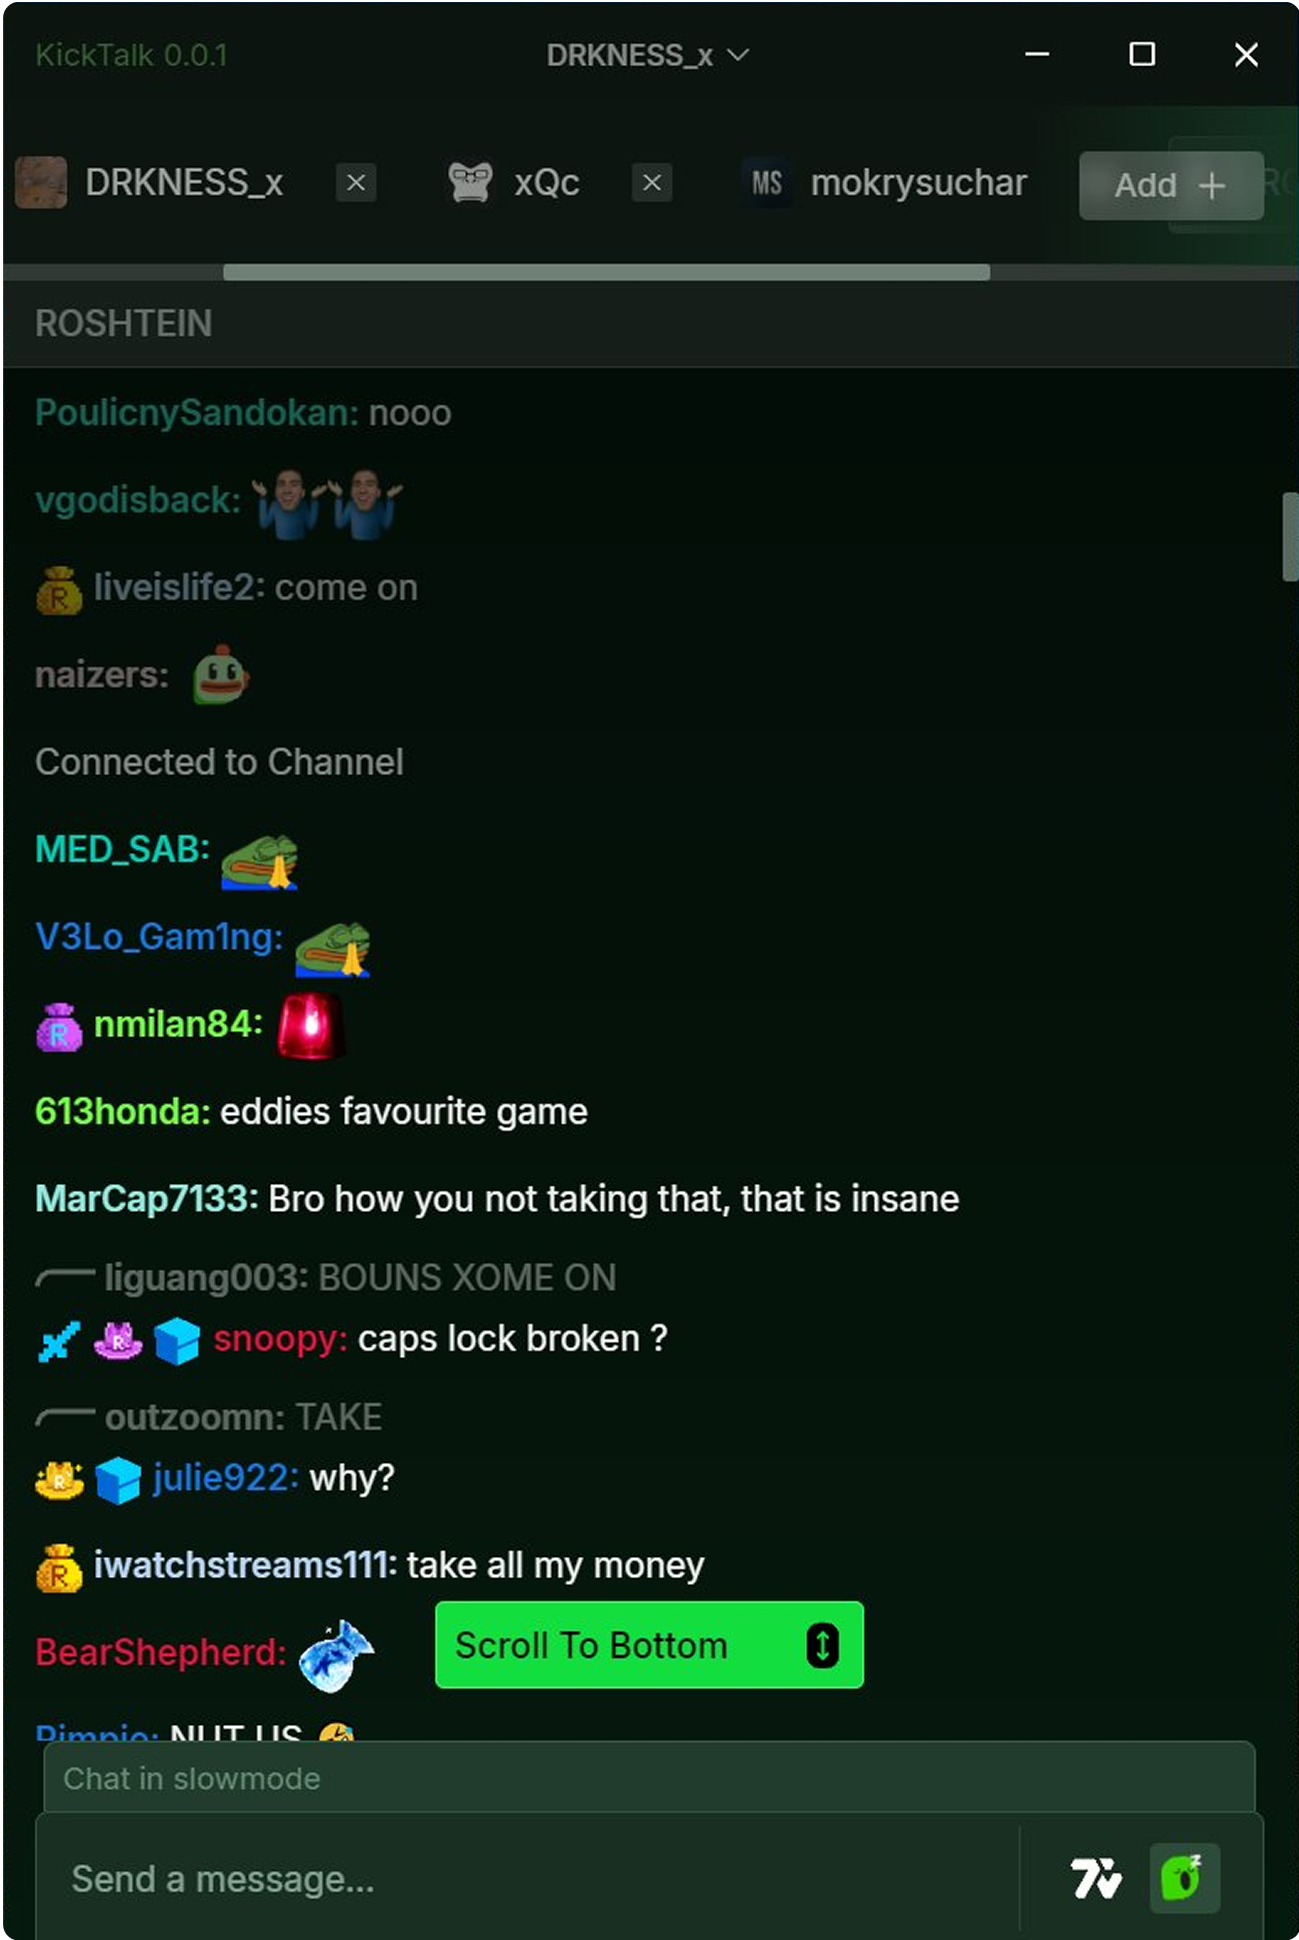 KickTalk 0.0.1
DRKNESS_x
DRKNESS_x
xQc
MS mokrysuchar
Add +
ROSHTEIN
PoulicnySandokan: nooo
vgodisback:
R liveislife2: come on
naizers:
Connected to Channel
MED_SAB:
V3Lo_Gam1ng:
R nmilan84:
613honda: eddies favourite game
MarCap7133: Bro how you not taking that, that is insane
liguang003: BOUNS XOME ON
R snoopy: caps lock broken ?
outzoomn: TAKE
R julie922: why?
R iwatchstreams111: take all my money
BearShepherd:
Scroll To Bottom
NUT US
Chat in slowmode
Send a message...
7V